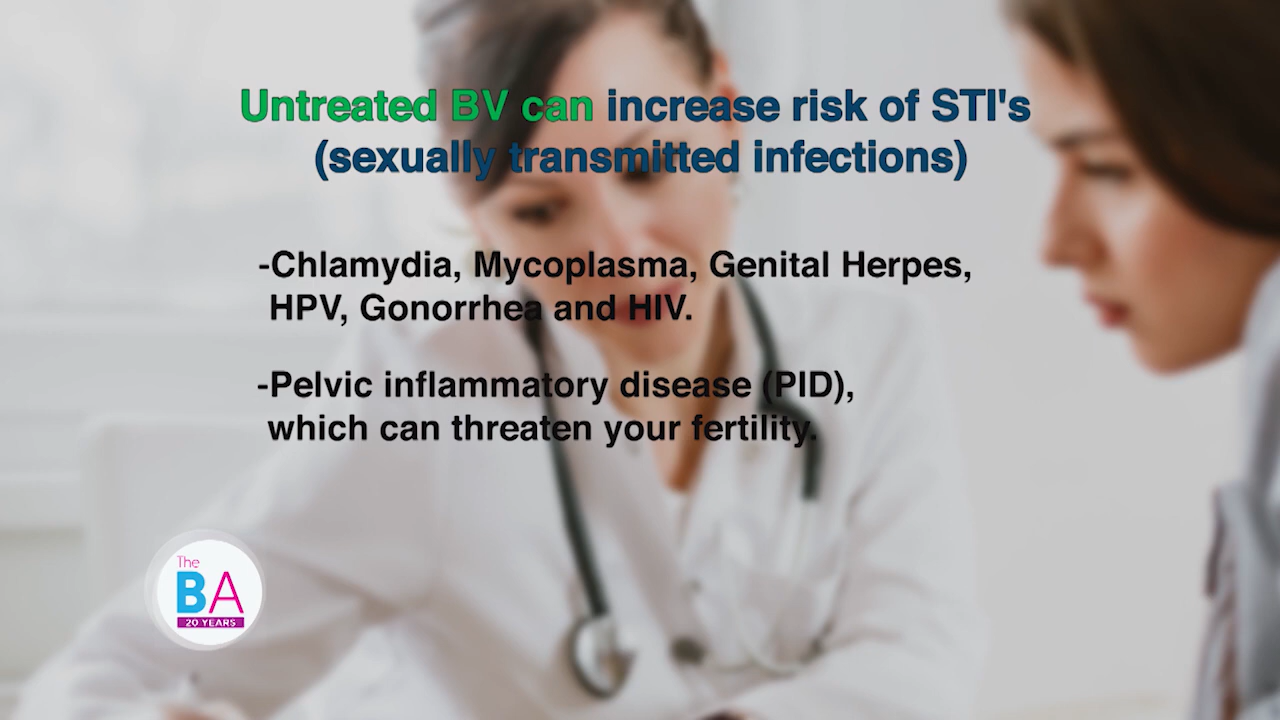 Untreated BV can increase risk of STI's
(sexually transmitted infections)
-Chlamydia, Mycoplasma, Genital Herpes,
HPV, Gonorrhea and HIV.
-Pelvic inflammatory disease (PID),
which can threaten your fertility.
The
BA
20 YEARS